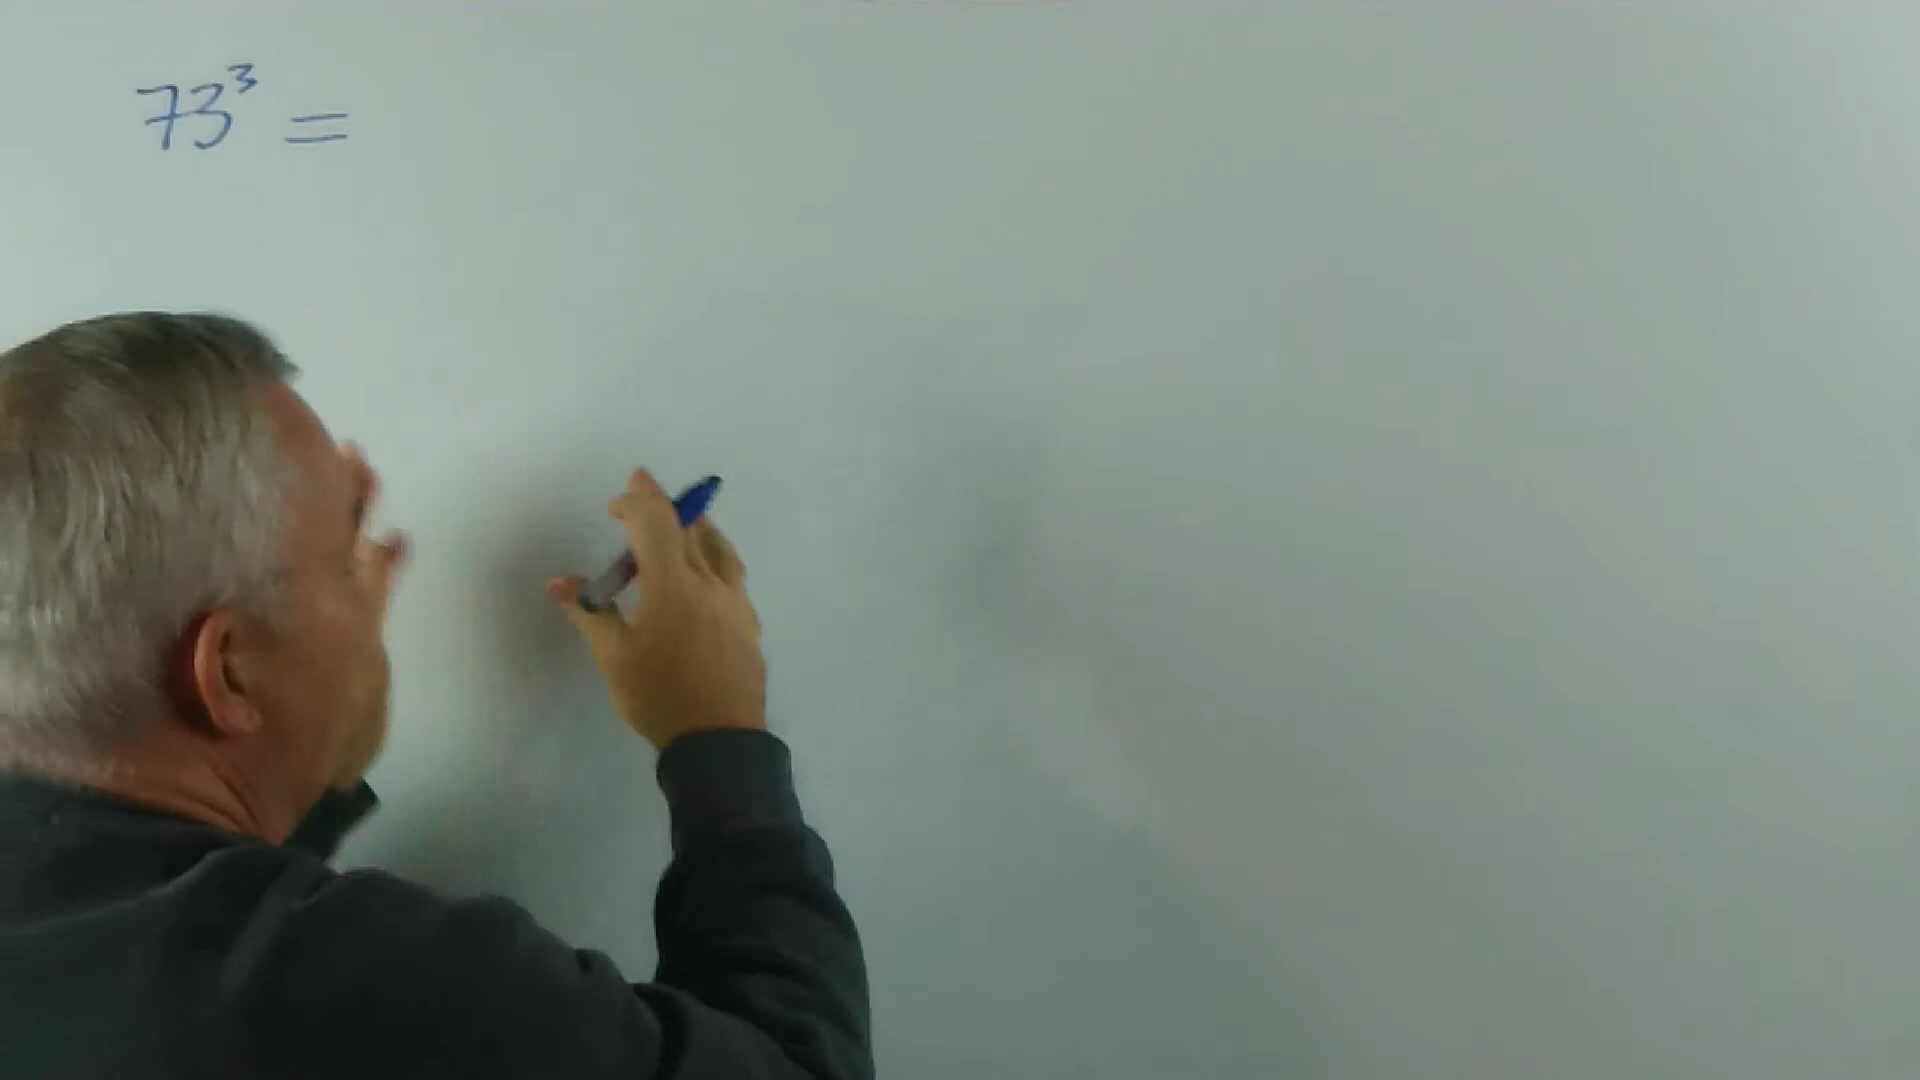 73³ =